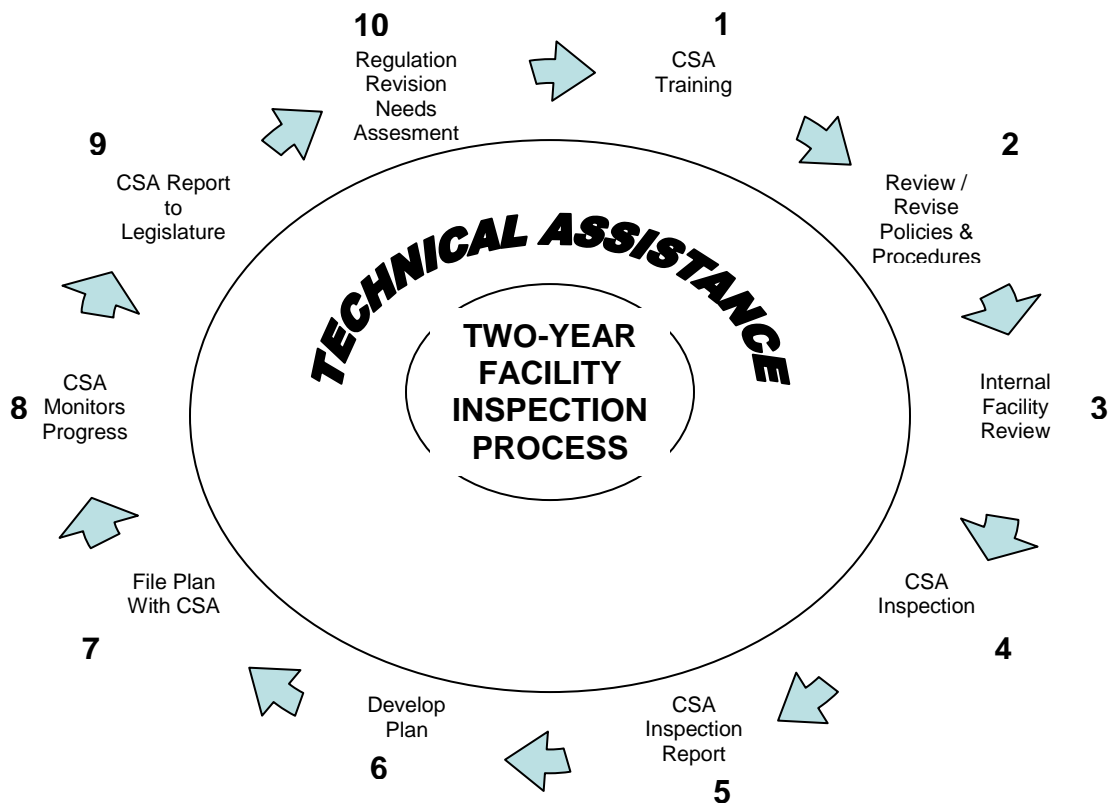 10
Regulation
Revision
Needs
Assesment
1
CSA
Training
2
Review /
Revise
Policies &
Procedures
3
Internal
Facility
Review
4
CSA
Inspection
5
CSA
Inspection
Report
6
Develop
Plan
7
File Plan
With CSA
8
CSA
Monitors
Progress
9
CSA Report
to
Legislature
TECHNICAL ASSISTANCE
TWO-YEAR
FACILITY
INSPECTION
PROCESS